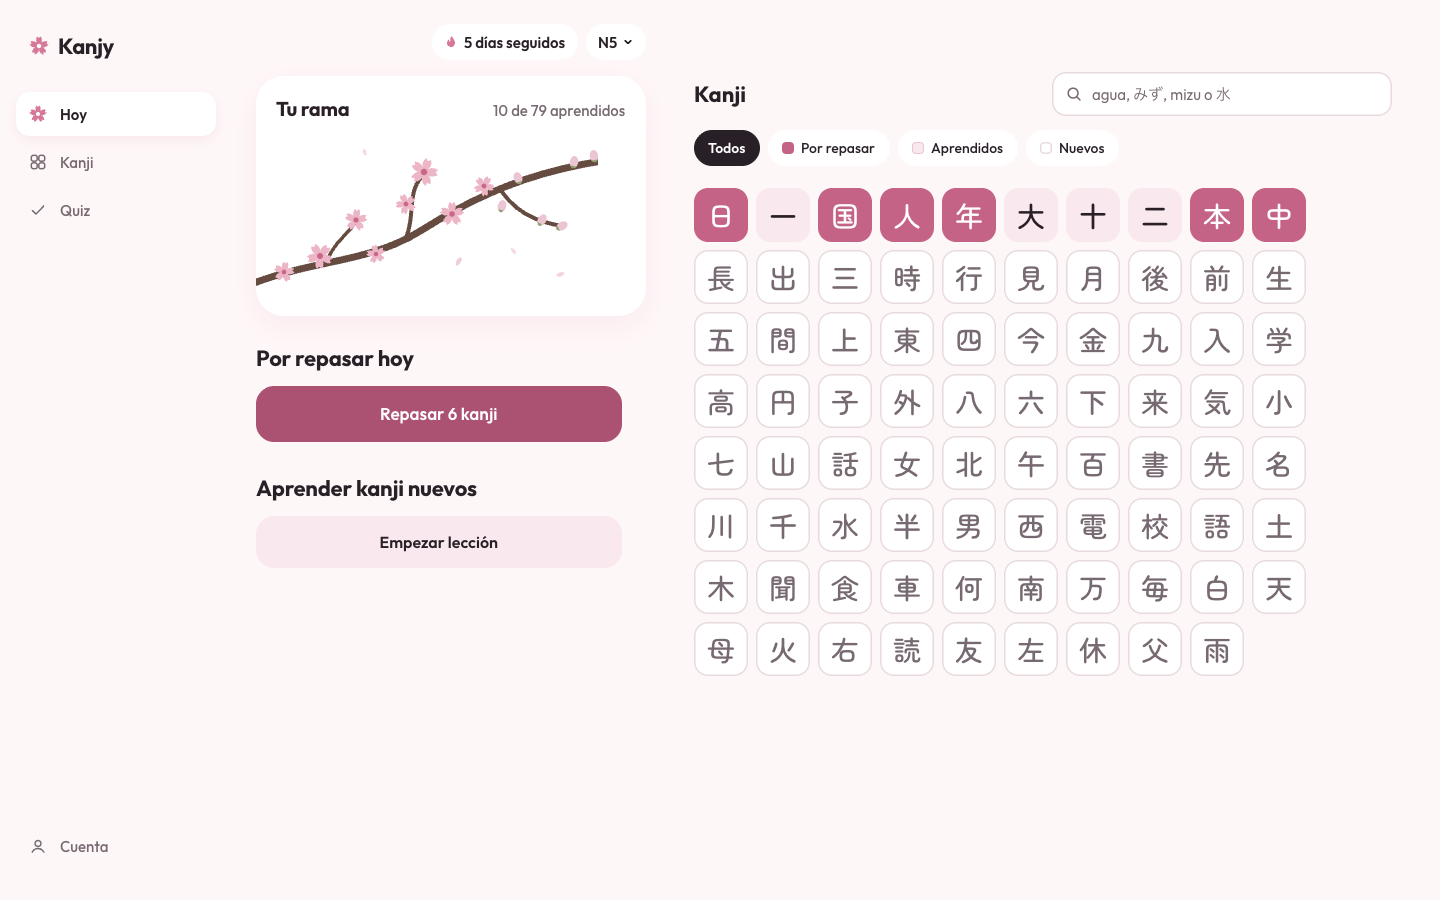 Kanjy
Hoy
Kanji
Quiz
Cuenta
5 días seguidos
N5
Tu rama
10 de 79 aprendidos
Por repasar hoy
Repasar 6 kanji
Aprender kanji nuevos
Empezar lección
Kanji
agua, みず, mizu o 水
Todos
Por repasar
Aprendidos
Nuevos
日 一 国 人 年 大 十 二 本 中
長 出 三 時 行 見 月 後 前 生
五 間 上 東 四 今 金 九 入 学
高 円 子 外 八 六 下 来 気 小
七 山 話 女 北 午 百 書 先 名
川 千 水 半 男 西 電 校 語 土
木 聞 食 車 何 南 万 毎 白 天
母 火 右 読 友 左 休 父 雨